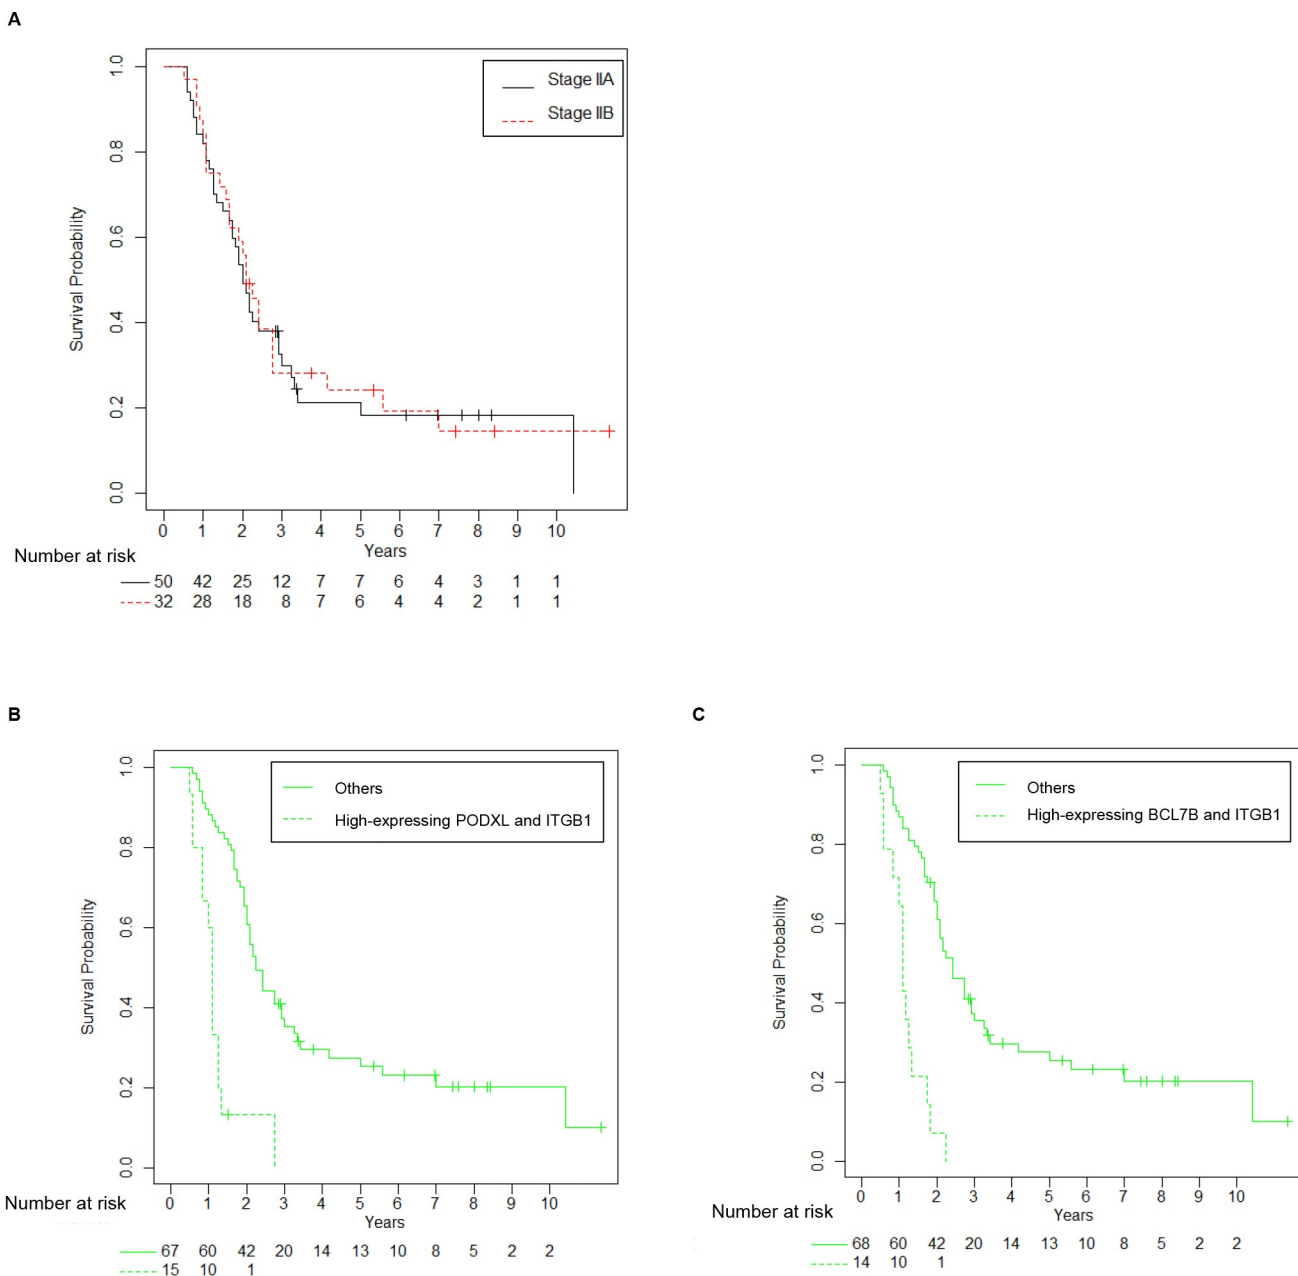 A
Stage IIA
Stage IIB
Survival Probability
1.0
0.8
0.6
0.4
0.2
0.0
0 1 2 3 4 5 6 7 8 9 10
Years
Number at risk
50 42 25 12 7 7 6 4 3 1 1
32 28 18 8 7 6 4 4 2 1 1
B
Others
High-expressing PODXL and ITGB1
Survival Probability
1.0
0.8
0.6
0.4
0.2
0.0
0 1 2 3 4 5 6 7 8 9 10
Years
Number at risk
67 60 42 20 14 13 10 8 5 2 2
15 10 1
C
Others
High-expressing BCL7B and ITGB1
Survival Probability
1.0
0.8
0.6
0.4
0.2
0.0
0 1 2 3 4 5 6 7 8 9 10
Years
Number at risk
68 60 42 20 14 13 10 8 5 2 2
14 10 1